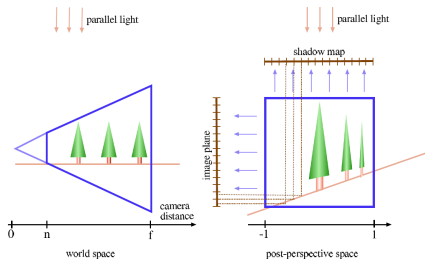 parallel light
parallel light
shadow map
image plane
camera
distance
0
n
f
-1
1
world space
post-perspective space